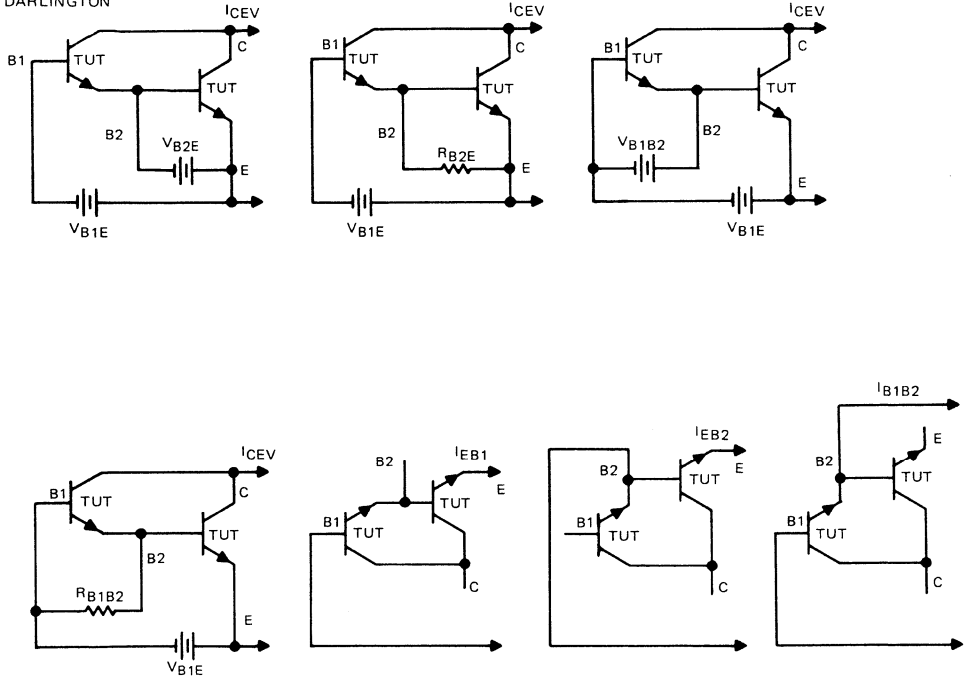 DARLINGTON
ICEV
C
B1
TUT
TUT
B2
VB2E
E
VB1E
ICEV
C
B1
TUT
TUT
B2
RB2E
E
VB1E
ICEV
C
B1
TUT
TUT
VB1B2
B2
E
VB1E
ICEV
C
B1
TUT
TUT
B2
RB1B2
E
VB1E
B2
IEB1
E
TUT
B1
TUT
C
IEB2
B2
E
TUT
B1
TUT
C
IB1B2
E
B2
TUT
B1
TUT
C